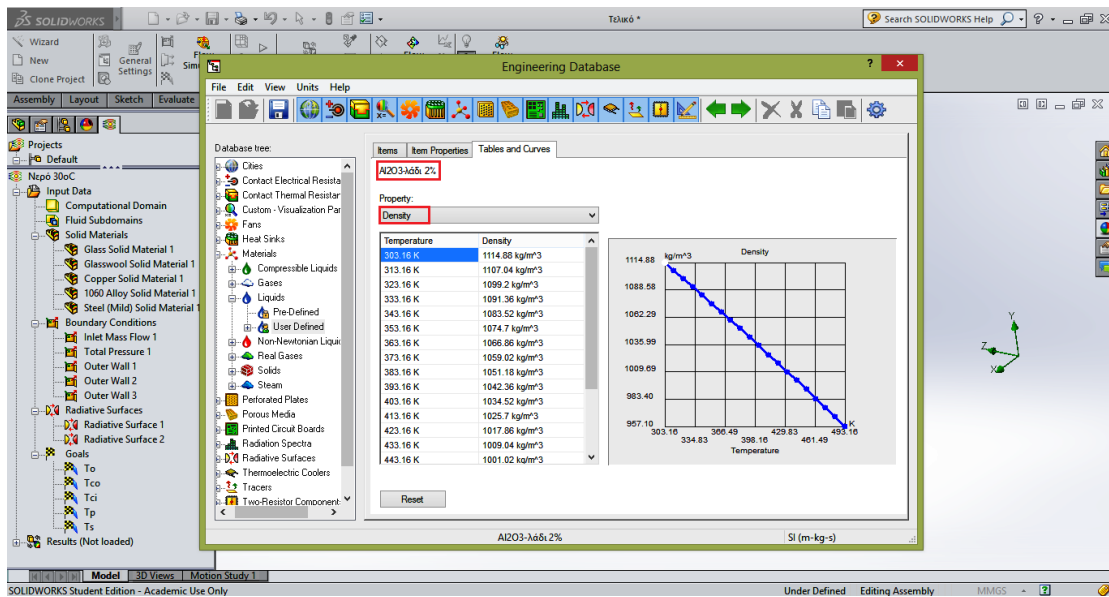 SOLIDWORKS
Τελικό *
Search SOLIDWORKS Help
Wizard
New
Clone Project
General
Settings
Assembly
Layout
Sketch
Evaluate
Projects
Default
Νερό 30oC
Input Data
Computational Domain
Fluid Subdomains
Solid Materials
Glass Solid Material 1
Glasswool Solid Material 1
Copper Solid Material 1
1060 Alloy Solid Material 1
Steel (Mild) Solid Material 1
Boundary Conditions
Inlet Mass Flow 1
Total Pressure 1
Outer Wall 1
Outer Wall 2
Outer Wall 3
Radiative Surfaces
Radiative Surface 1
Radiative Surface 2
Goals
To
Tco
Tci
Tp
Ts
Results (Not loaded)
Engineering Database
File Edit View Units Help
Database tree:
Cities
Contact Electrical Resista
Contact Thermal Resistar
Custom - Visualization Par
Fans
Heat Sinks
Materials
Compressible Liquids
Gases
Liquids
Pre-Defined
User Defined
Non-Newtonian Liquic
Real Gases
Solids
Steam
Perforated Plates
Porous Media
Printed Circuit Boards
Radiation Spectra
Radiative Surfaces
Thermoelectric Coolers
Tracers
Two-Resistor Component:
Items
Item Properties
Tables and Curves
Al2O3-λάδι 2%
Property:
Density
Temperature Density
303.16 K 1114.88 kg/m^3
313.16 K 1107.04 kg/m^3
323.16 K 1099.2 kg/m^3
333.16 K 1091.36 kg/m^3
343.16 K 1083.52 kg/m^3
353.16 K 1074.7 kg/m^3
363.16 K 1066.86 kg/m^3
373.16 K 1059.02 kg/m^3
383.16 K 1051.18 kg/m^3
393.16 K 1042.36 kg/m^3
403.16 K 1034.52 kg/m^3
413.16 K 1025.7 kg/m^3
423.16 K 1017.86 kg/m^3
433.16 K 1009.04 kg/m^3
443.16 K 1001.02 kg/m^3
Reset
Density
kg/m^3
1114.88
1088.58
1062.29
1035.99
1009.69
983.40
957.10
K
303.16 366.49 429.83 493.16
334.83 398.16 461.49
Temperature
Al2O3-λάδι 2%
SI (m-kg-s)
Y
Z
X
Model
3D Views
Motion Study 1
SOLIDWORKS Student Edition - Academic Use Only
Under Defined
Editing Assembly
MMGS